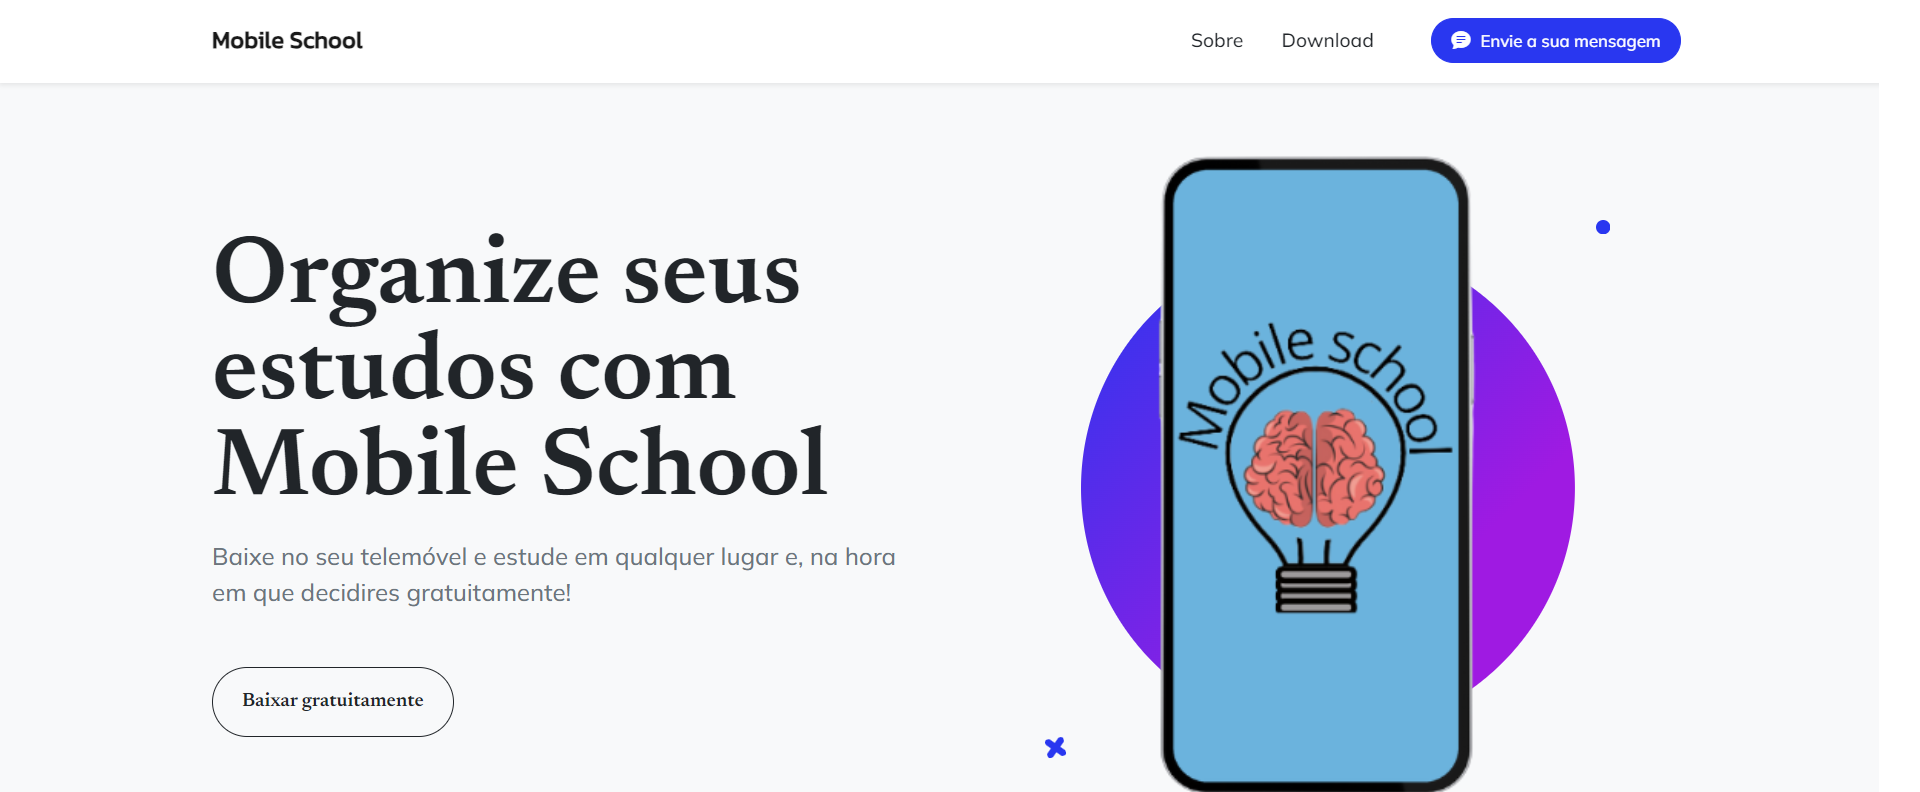 Mobile School
Sobre
Download
Envie a sua mensagem
Organize seus
estudos com
Mobile School
Baixe no seu telemóvel e estude em qualquer lugar e, na hora
em que decidires gratuitamente!
Baixar gratuitamente
Mobile school